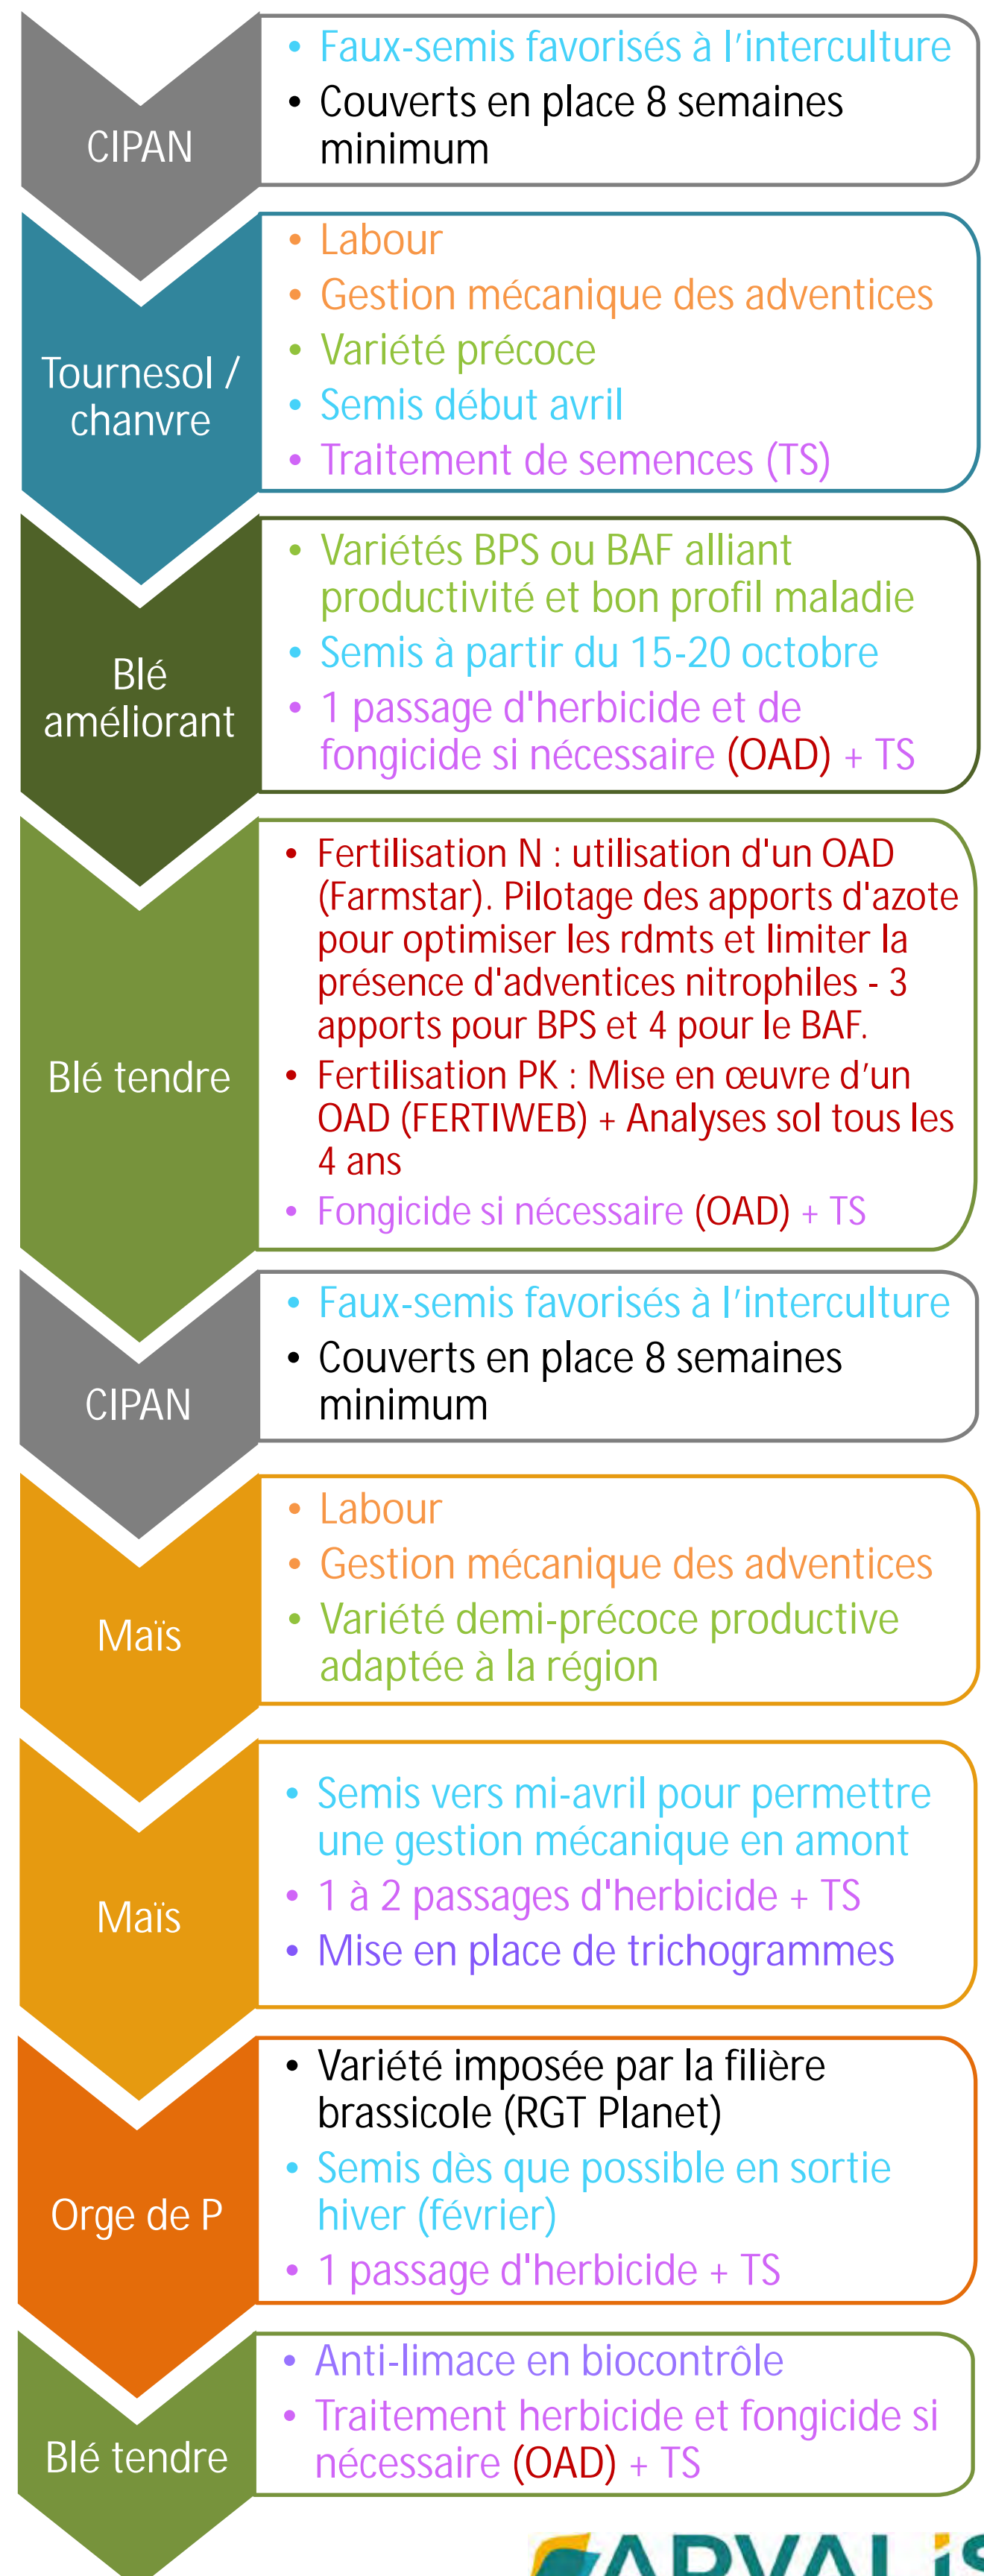 CIPAN
• Faux-semis favorisés à l'interculture
• Couverts en place 8 semaines
minimum
Tournesol /
chanvre
• Labour
• Gestion mécanique des adventices
• Variété précoce
• Semis début avril
• Traitement de semences (TS)
Blé
améliorant
• Variétés BPS ou BAF alliant
productivité et bon profil maladie
• Semis à partir du 15-20 octobre
• 1 passage d'herbicide et de
fongicide si nécessaire (OAD) + TS
Blé tendre
• Fertilisation N : utilisation d'un OAD
(Farmstar). Pilotage des apports d'azote
pour optimiser les rdmts et limiter la
présence d'adventices nitrophiles - 3
apports pour BPS et 4 pour le BAF.
• Fertilisation PK : Mise en œuvre d'un
OAD (FERTIWEB) + Analyses sol tous les
4 ans
• Fongicide si nécessaire (OAD) + TS
CIPAN
• Faux-semis favorisés à l'interculture
• Couverts en place 8 semaines
minimum
Maïs
• Labour
• Gestion mécanique des adventices
• Variété demi-précoce productive
adaptée à la région
Maïs
• Semis vers mi-avril pour permettre
une gestion mécanique en amont
• 1 à 2 passages d'herbicide + TS
• Mise en place de trichogrammes
Orge de P
• Variété imposée par la filière
brassicole (RGT Planet)
• Semis dès que possible en sortie
hiver (février)
• 1 passage d'herbicide + TS
Blé tendre
• Anti-limace en biocontrôle
• Traitement herbicide et fongicide si
nécessaire (OAD) + TS
ARVALiS